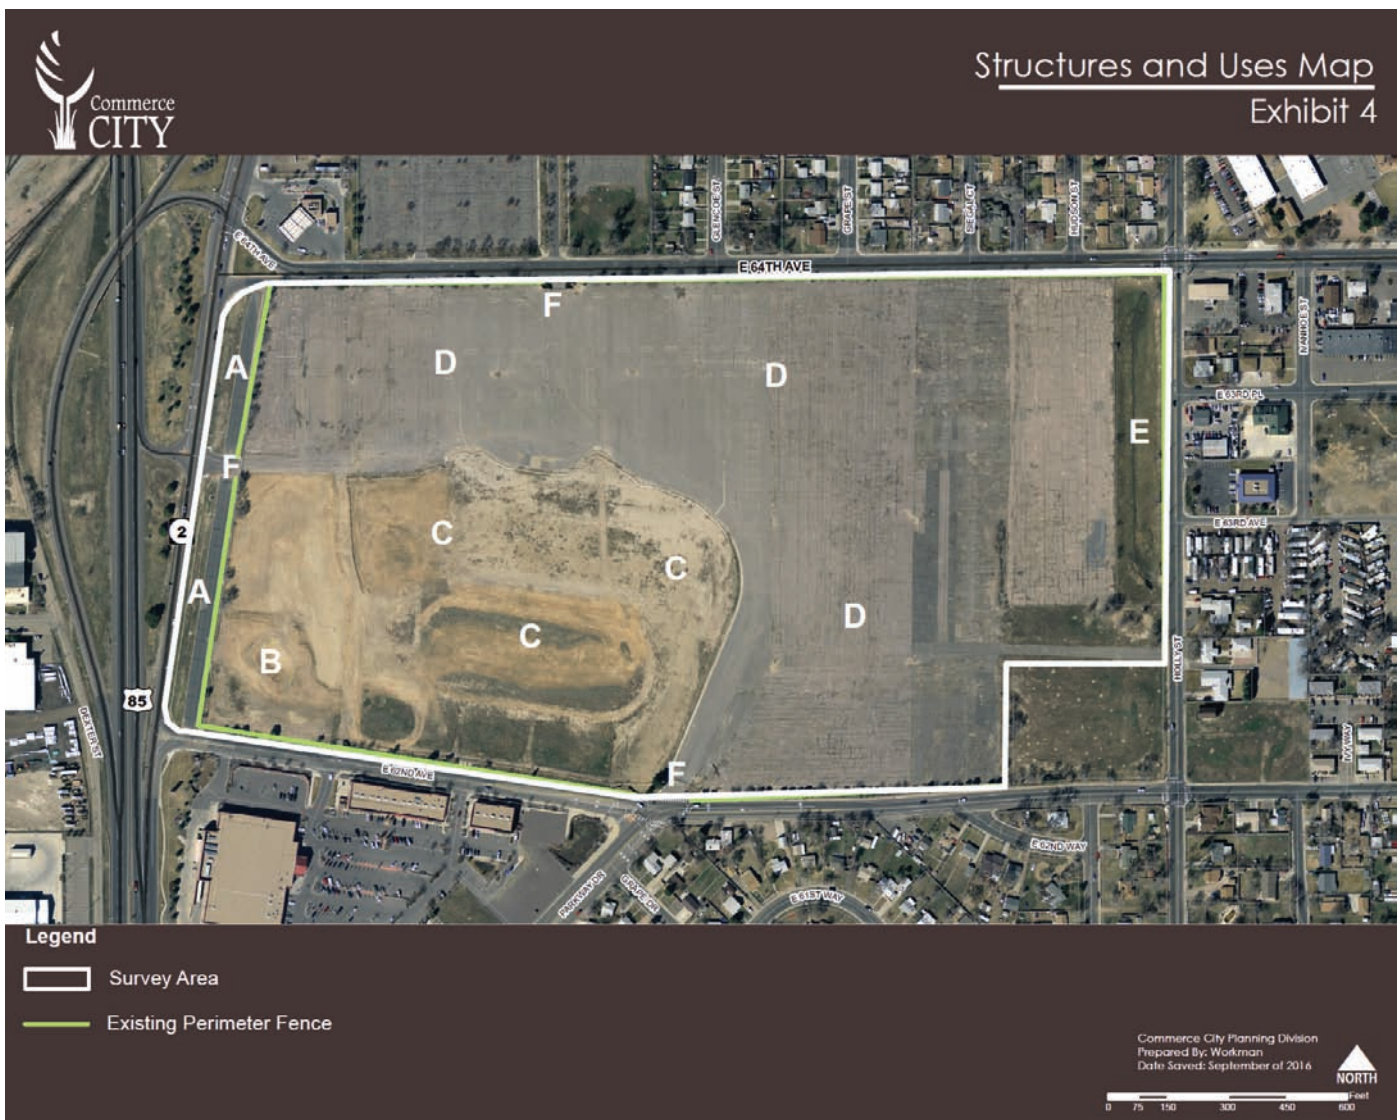 Commerce
CITY
Structures and Uses Map
Exhibit 4
GLENCOE ST
GRAPE ST
NIEGAL CT
HUDSON ST
E 64TH AVE
E 64TH AVE
IVANHOE ST
F
A
D
D
E 63RD PL
E
F
2
C
C
E 63RD AVE
A
B
C
D
HOLLY ST
85
DEXTER ST
IVY WAY
E 62ND AVE
F
E 62ND WAY
PARKWAY DR
GRAPE DR
E 61ST WAY
Legend
Survey Area
Existing Perimeter Fence
Commerce City Planning Division
Prepared By: Workman
Date Saved: September of 2016
NORTH
Feet
0 75 150 300 450 600